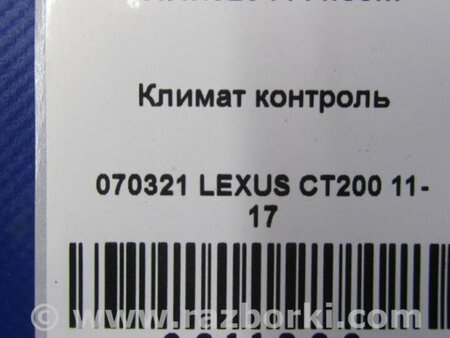 Климат контроль
070321 LEXUS CT200 11-
17
www.razborki.com